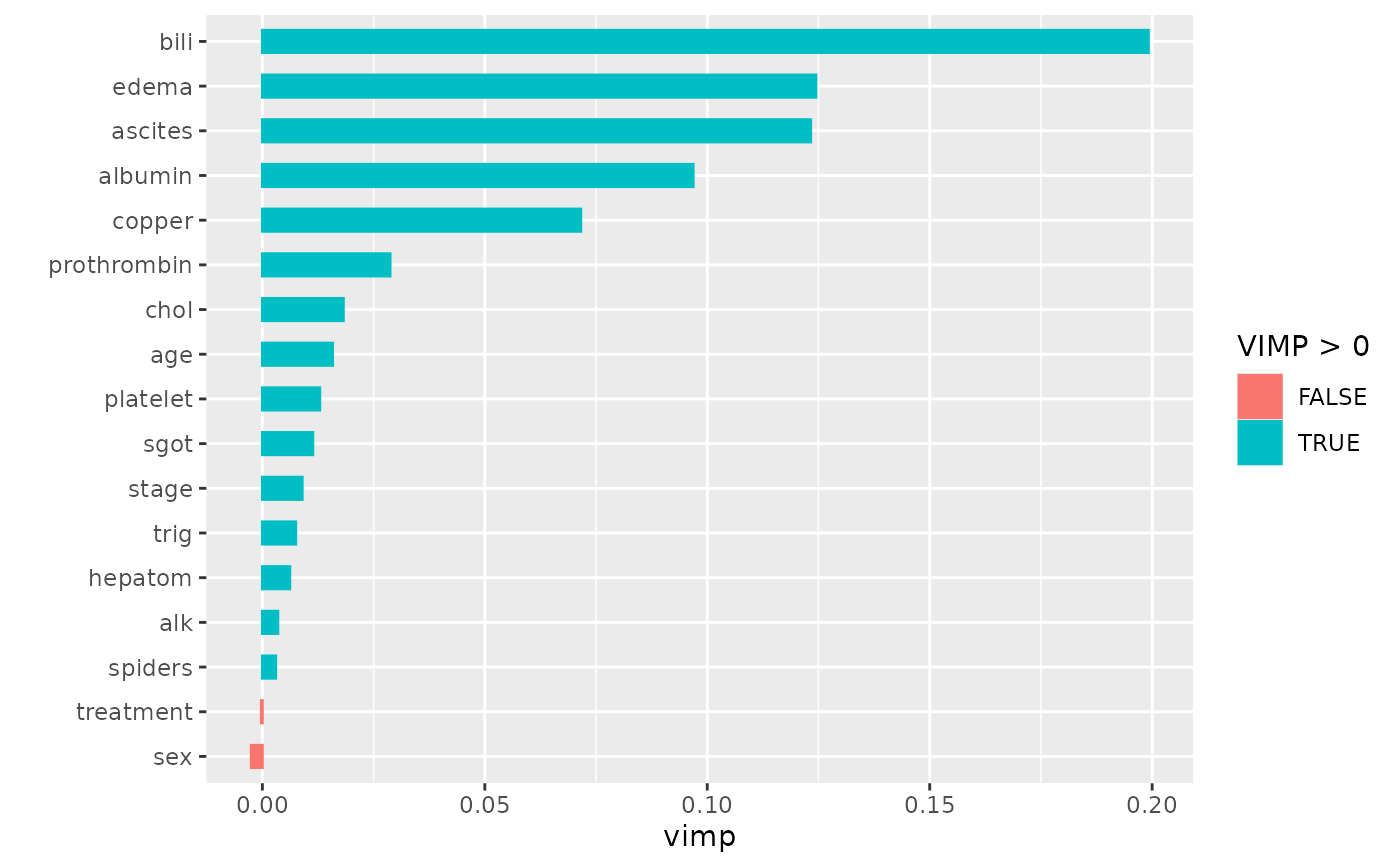 bili
edema
ascites
albumin
copper
prothrombin
chol
age
platelet
sgot
stage
trig
hepatom
alk
spiders
treatment
sex
0.00 0.05 0.10 0.15 0.20
vimp
VIMP > 0
FALSE
TRUE